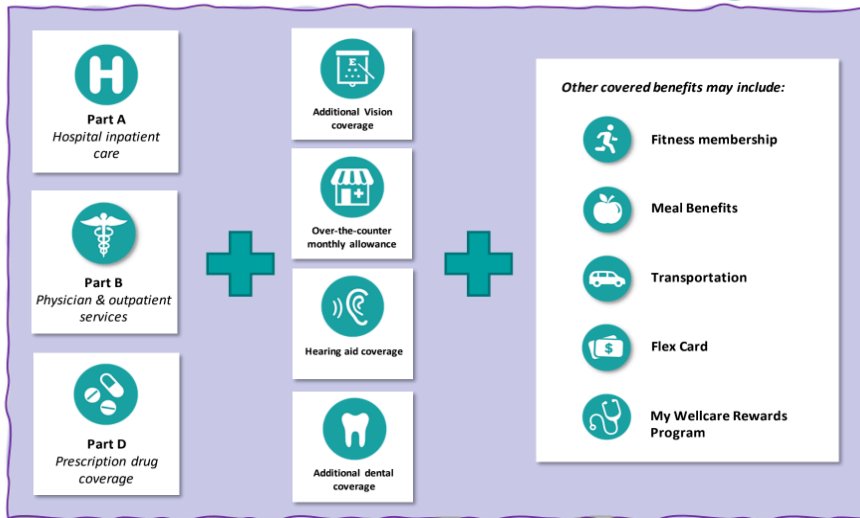 H
Part A
Hospital inpatient
care
Part B
Physician & outpatient
services
Part D
Prescription drug
coverage
E
Additional Vision
coverage
Over-the-counter
monthly allowance
Hearing aid coverage
Additional dental
coverage
Other covered benefits may include:
Fitness membership
Meal Benefits
Transportation
$
Flex Card
My Wellcare Rewards
Program